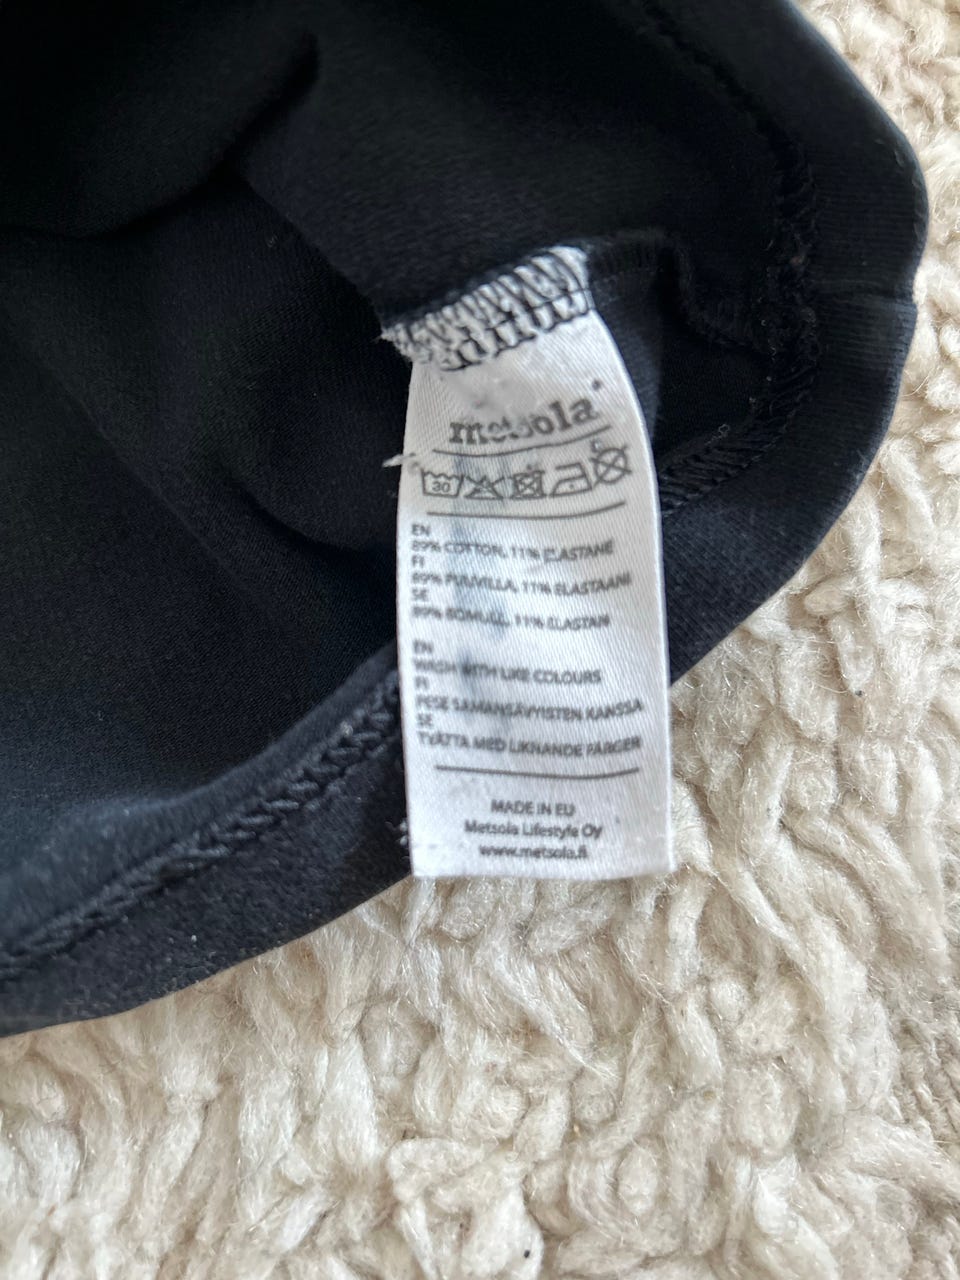 metsola
30
EN
89% COTTON, 11% ELASTANE
FI
89% PUUVILLA, 11% ELASTAANI
SE
89% BOMULL, 11% ELASTAN
EN
WASH WITH LIKE COLOURS
FI
PESE SAMANSÄVYISTEN KANSSA
SE
TVÄTTA MED LIKNANDE FÄRGER
MADE IN EU
Metsola Lifestyle Oy
www.metsola.fi